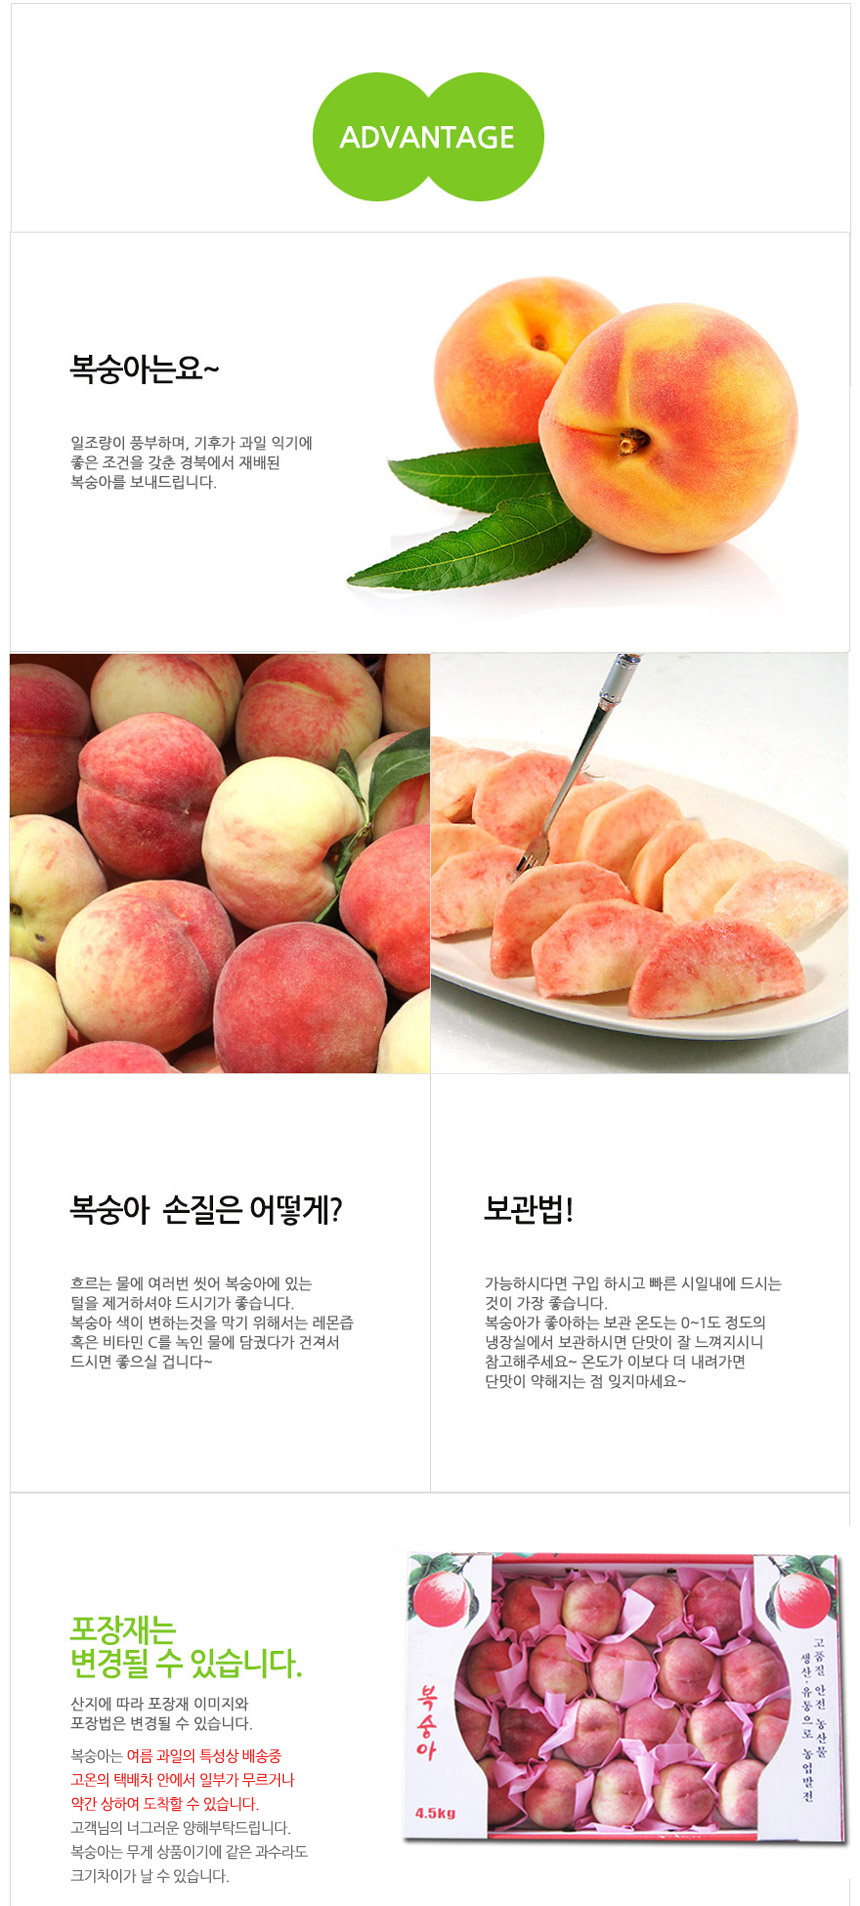 ADVANTAGE
복숭아는요~
일조량이 풍부하며, 기후가 과일 익기에
좋은 조건을 갖춘 경북에서 재배된
복숭아를 보내드립니다.
복숭아 손질은 어떻게?
흐르는 물에 여러번 씻어 복숭아에 있는
털을 제거하셔야 드시기가 좋습니다.
복숭아 색이 변하는것을 막기 위해서는 레몬즙
혹은 비타민 C를 녹인 물에 담궜다가 건져서
드시면 좋으실 겁니다~
보관법!
가능하시다면 구입 하시고 빠른 시일내에 드시는
것이 가장 좋습니다.
복숭아가 좋아하는 보관 온도는 0~1도 정도의
냉장실에서 보관하시면 단맛이 잘 느껴지시니
참고해주세요~ 온도가 이보다 더 내려가면
단맛이 약해지는 점 잊지마세요~
포장재는
변경될 수 있습니다.
산지에 따라 포장재 이미지와
포장법은 변경될 수 있습니다.
복숭아는 여름 과일의 특성상 배송중
고온의 택배차 안에서 일부가 무르거나
약간 상하여 도착할 수 있습니다.
고객님의 너그러운 양해부탁드립니다.
복숭아는 무게 상품이기에 같은 과수라도
크기차이가 날 수 있습니다.
복숭아
4.5kg
고품질 안전 농산물
생산·유통으로 농업발전